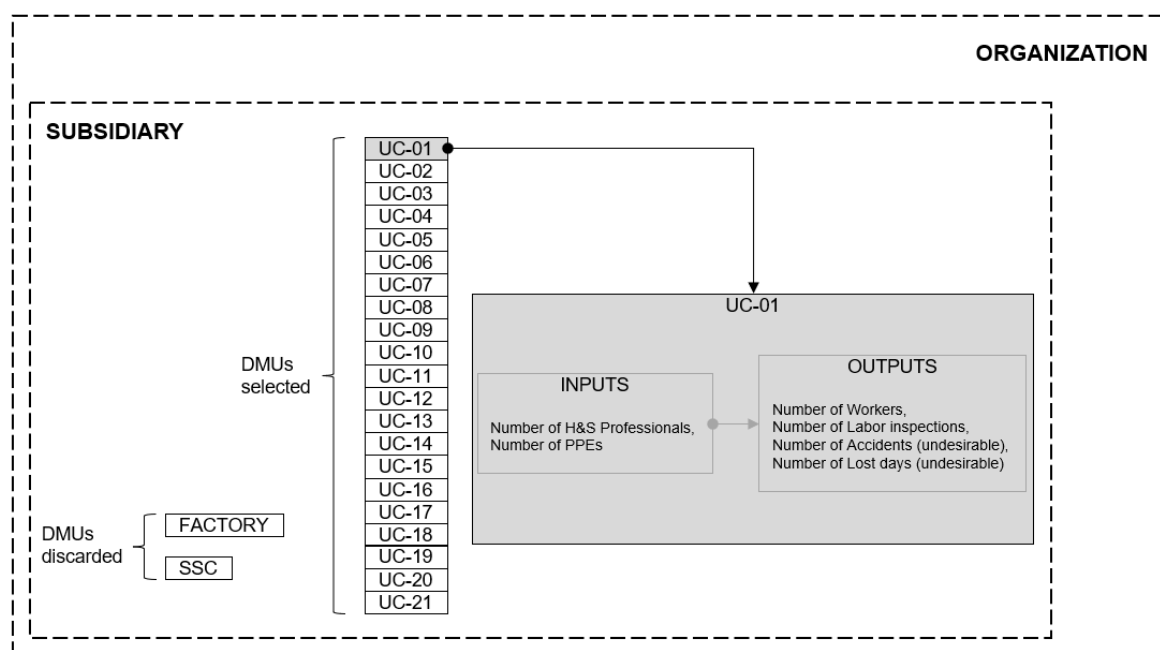 ORGANIZATION
SUBSIDIARY
UC-01
UC-02
UC-03
UC-04
UC-05
UC-06
UC-07
UC-08
UC-09
UC-10
UC-11
UC-12
UC-13
UC-14
UC-15
UC-16
UC-17
UC-18
UC-19
UC-20
UC-21
DMUs
selected
DMUs
discarded
FACTORY
SSC
UC-01
INPUTS
Number of H&S Professionals,
Number of PPEs
OUTPUTS
Number of Workers,
Number of Labor inspections,
Number of Accidents (undesirable),
Number of Lost days (undesirable)